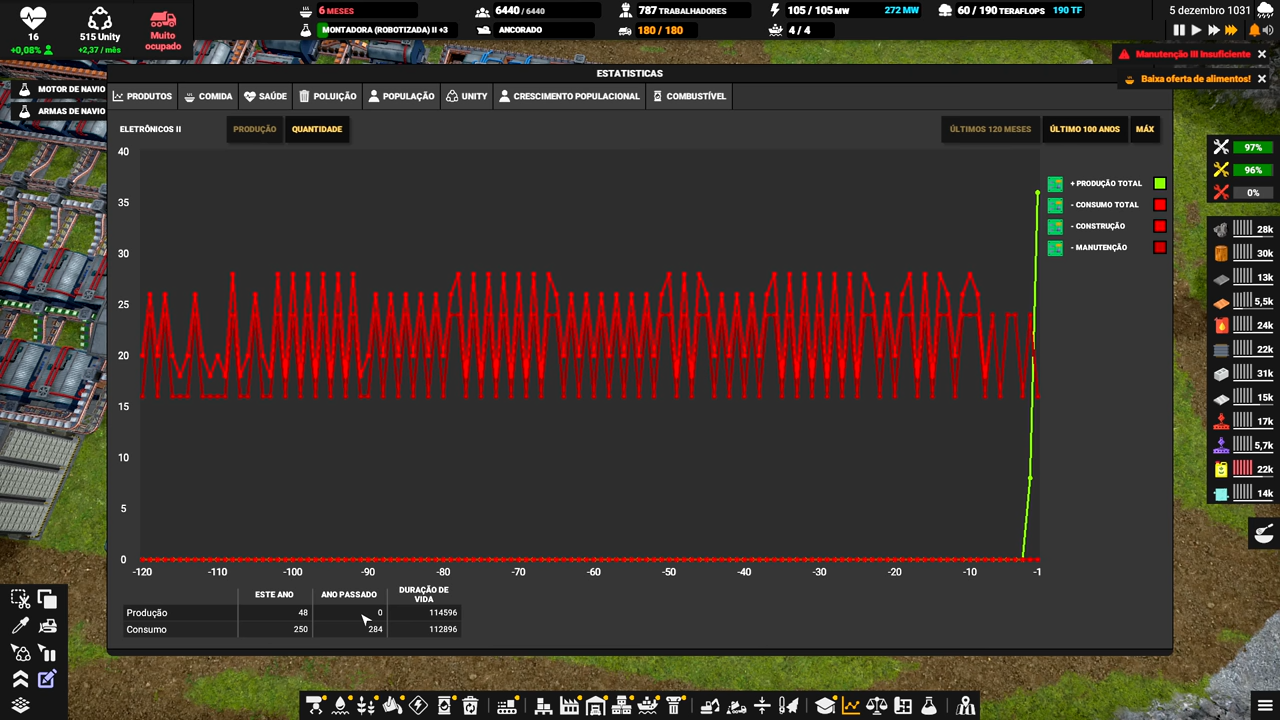 16
+0,08%
515 Unity
+2,37 / mês
Muito
ocupado
6 MESES
MONTADORA (ROBOTIZADA) II +3
6440 / 6440
ANCORADO
787 TRABALHADORES
180 / 180
105 / 105 MW
272 MW
4 / 4
60 / 190 TERAFLOPS
190 TF
5 dezembro 1031
Manutenção III Insuficiente
Baixa oferta de alimentos!
MOTOR DE NAVIO
ARMAS DE NAVIO
ESTATISTICAS
PRODUTOS
COMIDA
SAÚDE
POLUIÇÃO
POPULAÇÃO
UNITY
CRESCIMENTO POPULACIONAL
COMBUSTÍVEL
ELETRÔNICOS II
PRODUÇÃO
QUANTIDADE
ÚLTIMOS 120 MESES
ÚLTIMO 100 ANOS
MÁX
40
35
30
25
20
15
10
5
0
-120
-110
-100
-90
-80
-70
-60
-50
-40
-30
-20
-10
-1
+ PRODUÇÃO TOTAL
- CONSUMO TOTAL
- CONSTRUÇÃO
- MANUTENÇÃO
ESTE ANO
ANO PASSADO
DURAÇÃO DE
VIDA
Produção
48
0
114596
Consumo
250
284
112896
97%
96%
0%
28k
30k
13k
5,5k
24k
22k
31k
15k
17k
5,7k
22k
14k